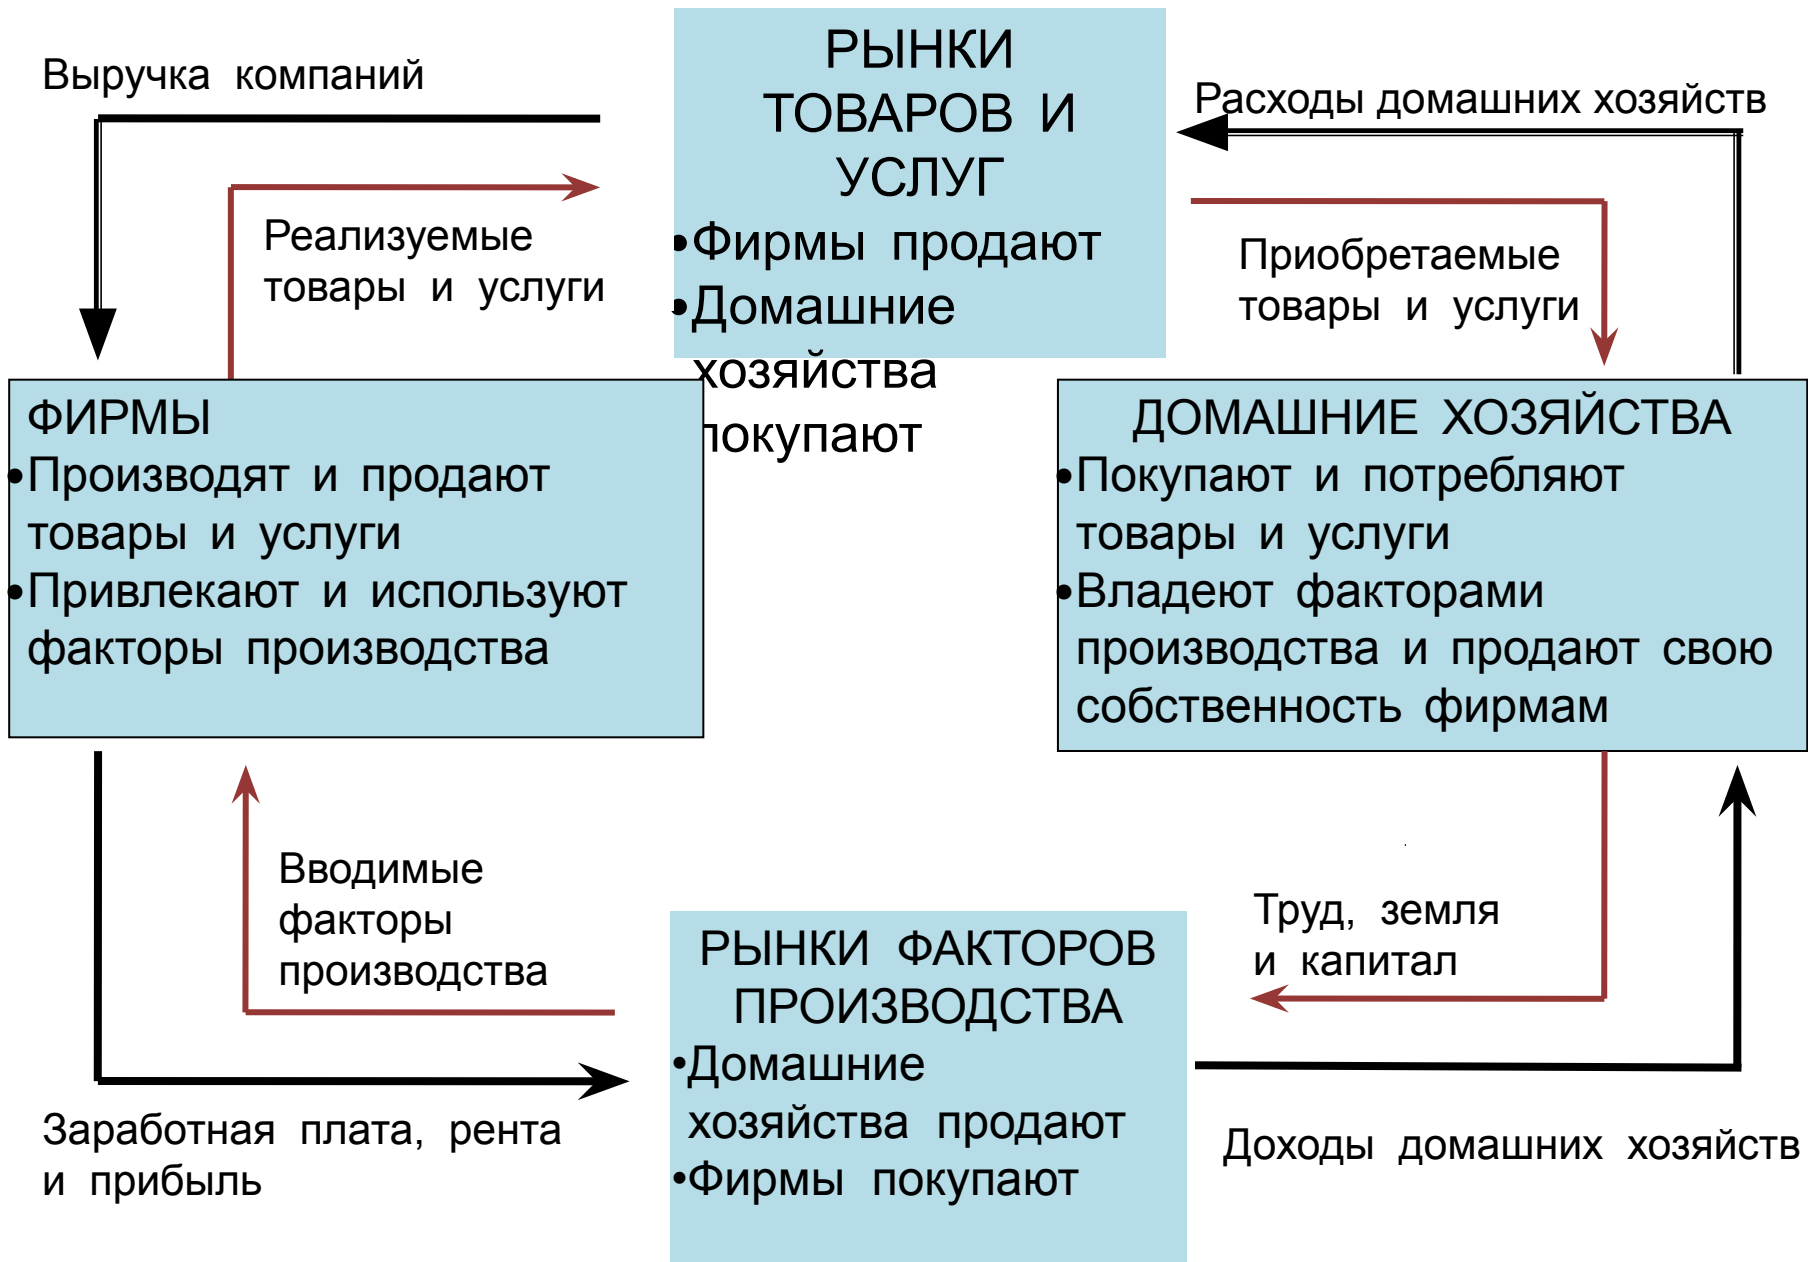 Выручка компаний
РЫНКИ
ТОВАРОВ И
УСЛУГ
•Фирмы продают
•Домашние
хозяйства
покупают
Расходы домашних хозяйств
Реализуемые
товары и услуги
Приобретаемые
товары и услуги
ФИРМЫ
•Производят и продают
товары и услуги
•Привлекают и используют
факторы производства
ДОМАШНИЕ ХОЗЯЙСТВА
•Покупают и потребляют
товары и услуги
•Владеют факторами
производства и продают свою
собственность фирмам
Вводимые
факторы
производства
Труд, земля
и капитал
РЫНКИ ФАКТОРОВ
ПРОИЗВОДСТВА
•Домашние
хозяйства продают
•Фирмы покупают
Заработная плата, рента
и прибыль
Доходы домашних хозяйств